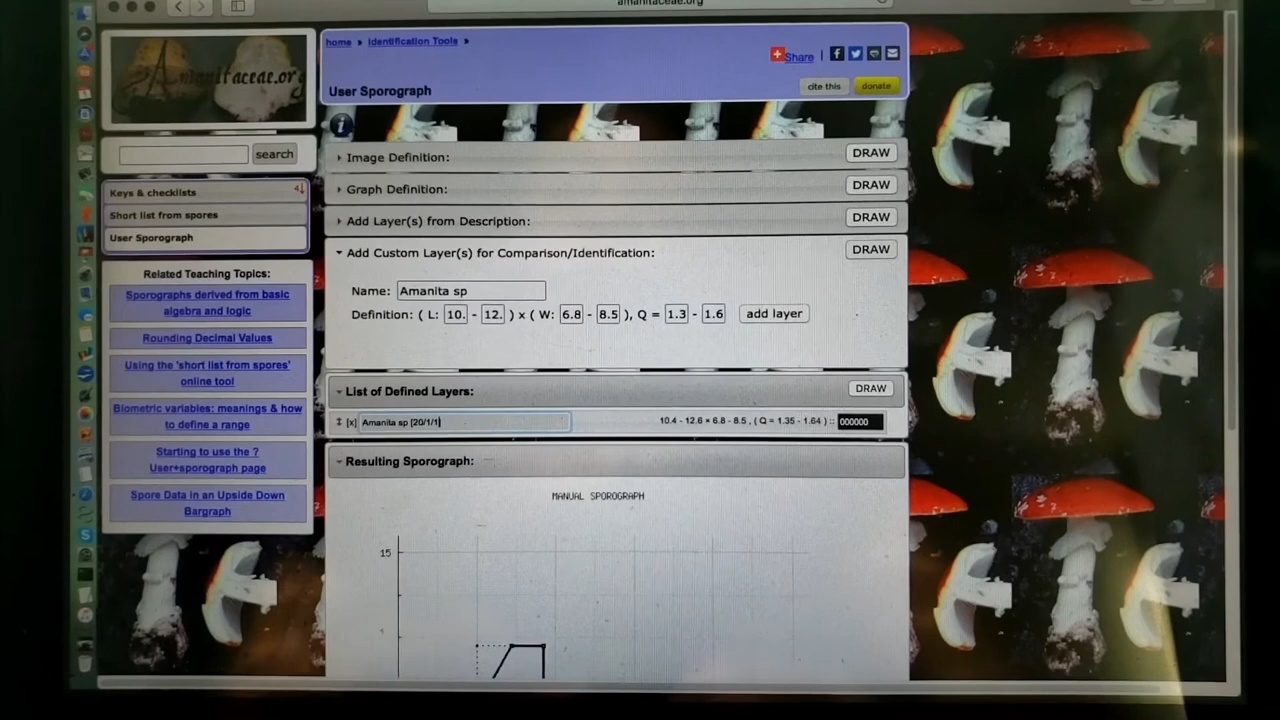 amanitaceae.org
Amanitaceae.org
home » Identification Tools »
Share |
User Sporograph
cite this
donate
search
Keys & checklists
Short list from spores
User Sporograph
Related Teaching Topics:
Sporographs derived from basic
algebra and logic
Rounding Decimal Values
Using the 'short list from spores'
online tool
Biometric variables: meanings & how
to define a range
Starting to use the ?
User+sporograph page
Spore Data in an Upside Down
Bargraph
Image Definition:
DRAW
Graph Definition:
DRAW
Add Layer(s) from Description:
DRAW
Add Custom Layer(s) for Comparison/Identification:
DRAW
Name: Amanita sp
Definition: ( L: 10. - 12. ) x ( W: 6.8 - 8.5 ), Q = 1.3 - 1.6 add layer
List of Defined Layers:
DRAW
[x] Amanita sp [20/1/1 10.4 - 12.6 × 6.8 - 8.5 , ( Q = 1.35 - 1.64 ) :: 000000
Resulting Sporograph:
MANUAL SPOROGRAPH
15